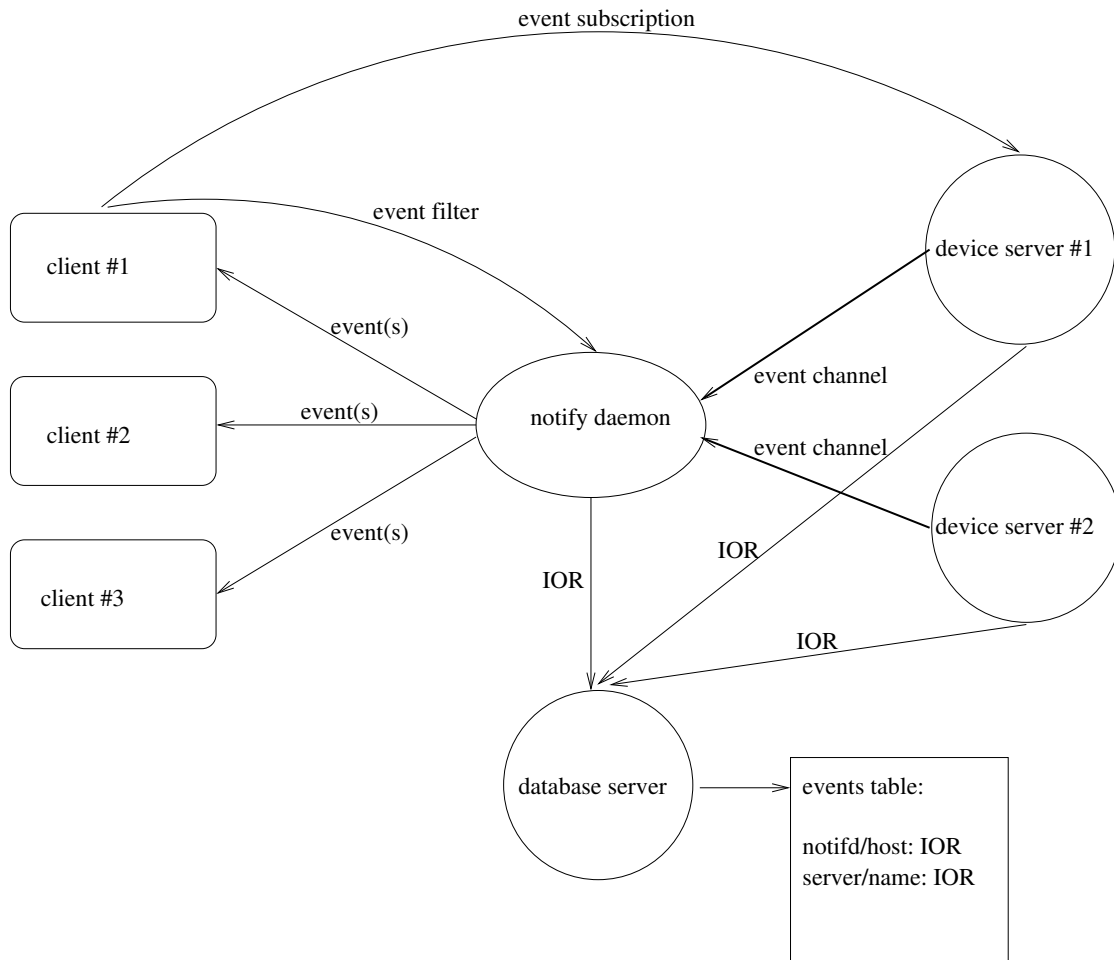 event subscription
event filter
client #1
device server #1
event(s)
event channel
client #2
event(s)
notify daemon
event channel
device server #2
event(s)
IOR
client #3
IOR
IOR
database server
events table:
notifd/host: IOR
server/name: IOR